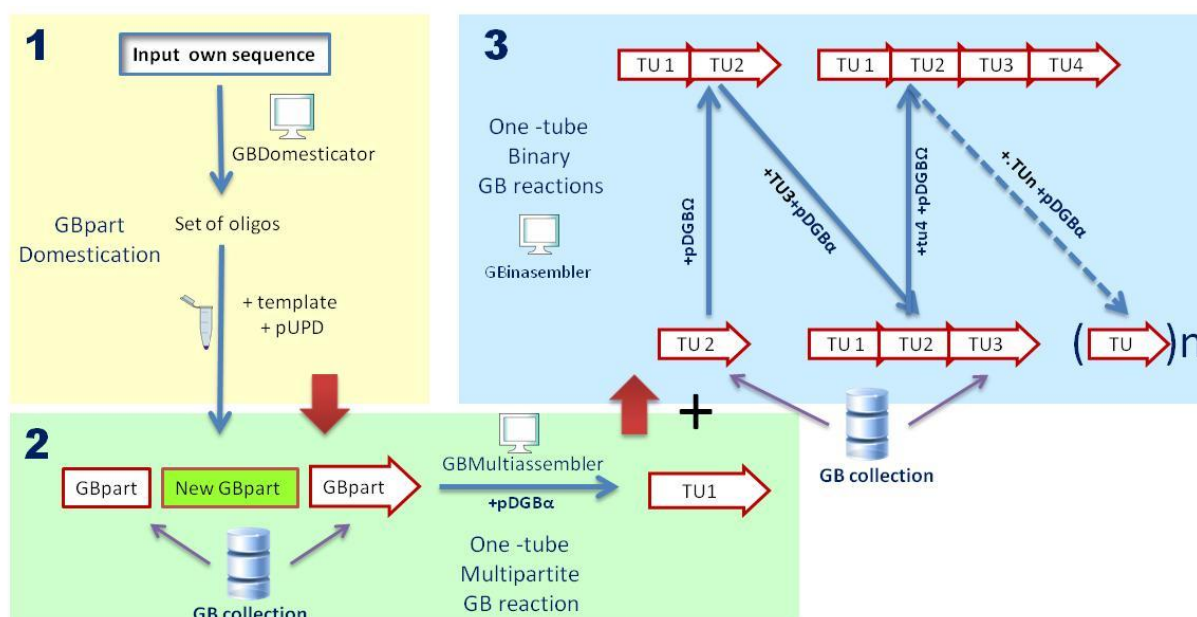 1
Input own sequence
GBDomesticator
GBpart
Domestication
Set of oligos
+ template
+ pUPD
2
GBpart
New GBpart
GBpart
GB collection
GBMultiassembler
+pDGBα
One -tube
Multipartite
GB reaction
TU1
3
One -tube
Binary
GB reactions
GBinasembler
TU 1
TU2
TU 1
TU2
TU3
TU4
+pDGBΩ
+TU3+pDGBα
+tu4 +pDGBΩ
+.TUn +pDGBα
+
TU 2
TU 1
TU2
TU3
(TU)n
GB collection